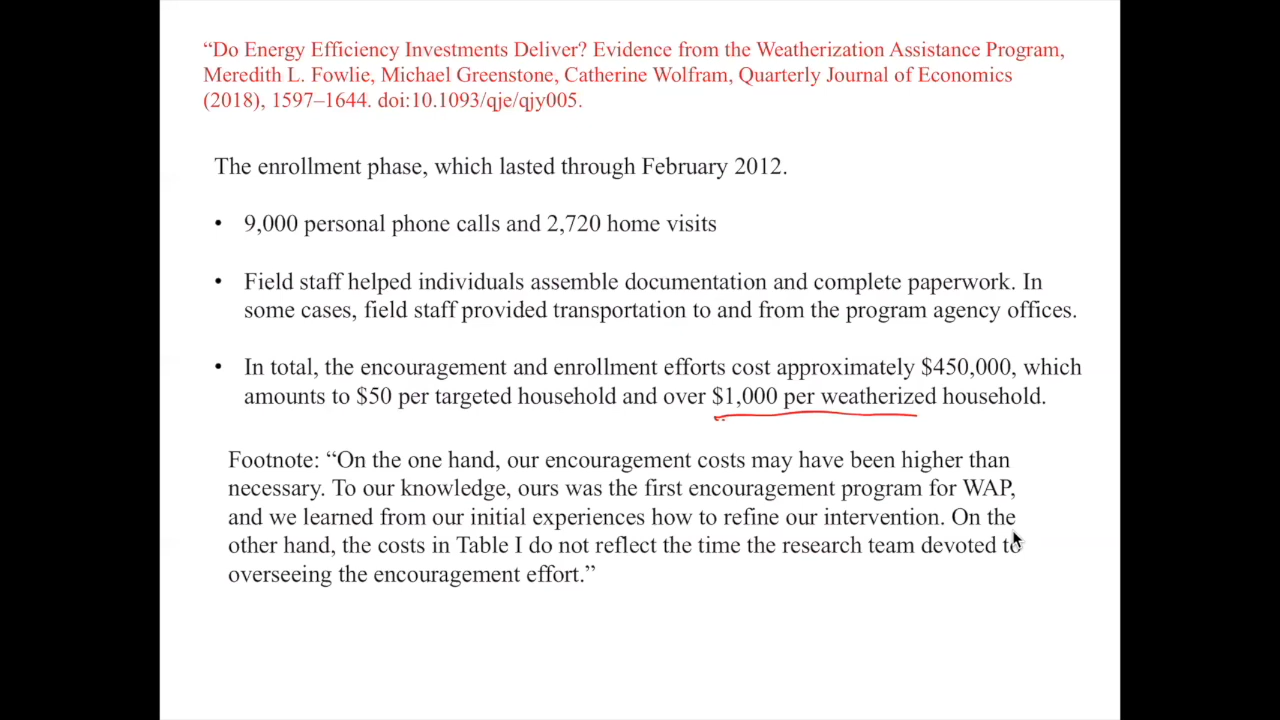 “Do Energy Efficiency Investments Deliver? Evidence from the Weatherization Assistance Program,
Meredith L. Fowlie, Michael Greenstone, Catherine Wolfram, Quarterly Journal of Economics
(2018), 1597–1644. doi:10.1093/qje/qjy005.
The enrollment phase, which lasted through February 2012.
• 9,000 personal phone calls and 2,720 home visits
• Field staff helped individuals assemble documentation and complete paperwork. In
some cases, field staff provided transportation to and from the program agency offices.
• In total, the encouragement and enrollment efforts cost approximately $450,000, which
amounts to $50 per targeted household and over $1,000 per weatherized household.
Footnote: “On the one hand, our encouragement costs may have been higher than
necessary. To our knowledge, ours was the first encouragement program for WAP,
and we learned from our initial experiences how to refine our intervention. On the
other hand, the costs in Table I do not reflect the time the research team devoted to
overseeing the encouragement effort.”